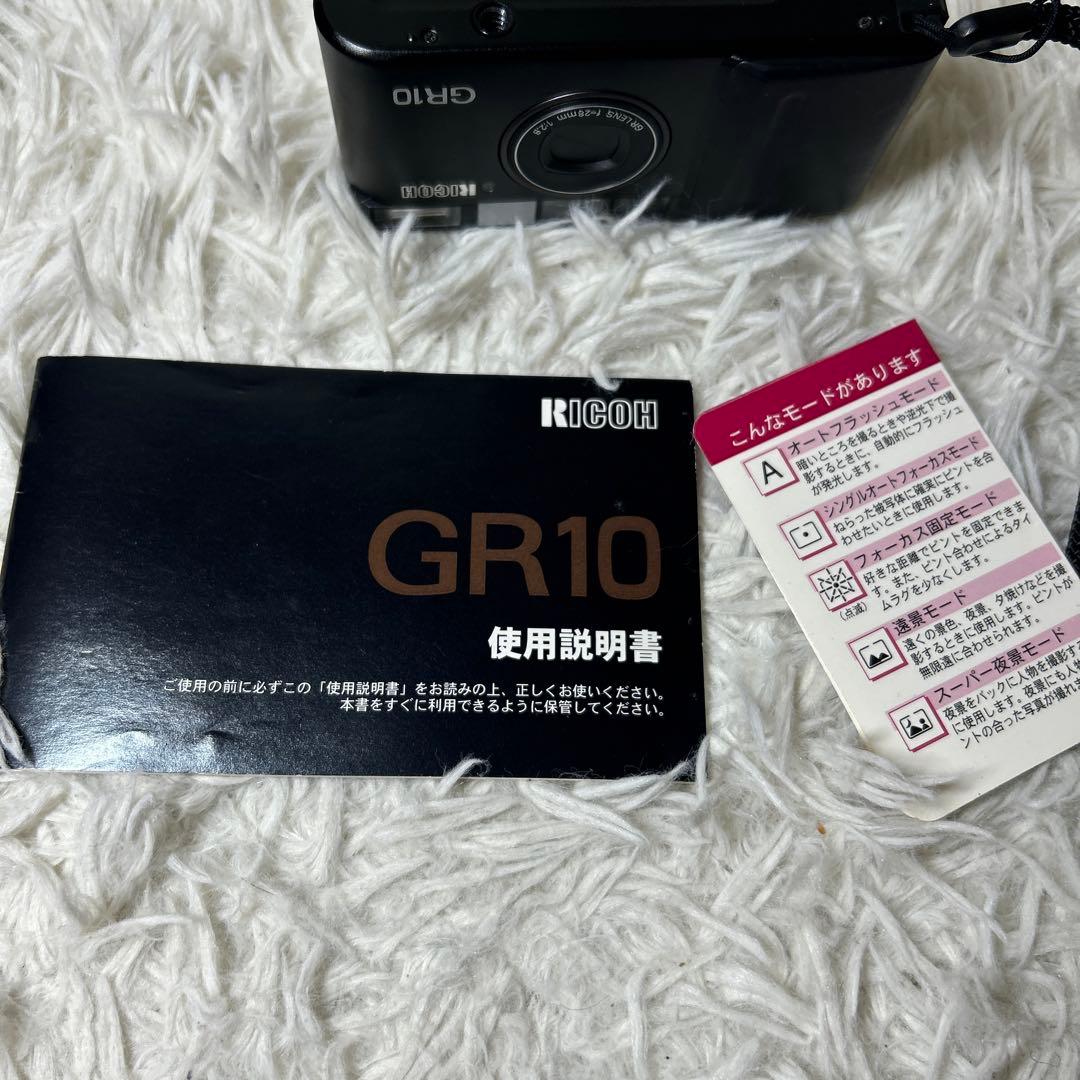 GR10
GR LENS f=28mm 1:2.8
RICOH
RICOH
GR10
使用説明書
ご使用の前に必ずこの「使用説明書」をお読みの上、正しくお使いください。
本書をすぐに利用できるように保管してください。
こんなモードがあります
A
オートフラッシュモード
暗いところを撮るときや逆光下で撮
影するときに、自動的にフラッシュ
が発光します。
シングルオートフォーカスモード
ねらった被写体に確実にピントを合
わせたいときに使用します。
フォーカス固定モード
好きな距離でピントを固定できま
す。また、ピント合わせによるタイ
ムラグを少なくします。
(点滅)
遠景モード
遠くの景色、夜景、夕焼けなどを撮
影するときに使用します。ピントが
無限遠に合わせられます。
スーパー夜景モード
夜景をバックに人物を撮影する
に使用します。夜景にも人物
ントの合った写真が撮れま